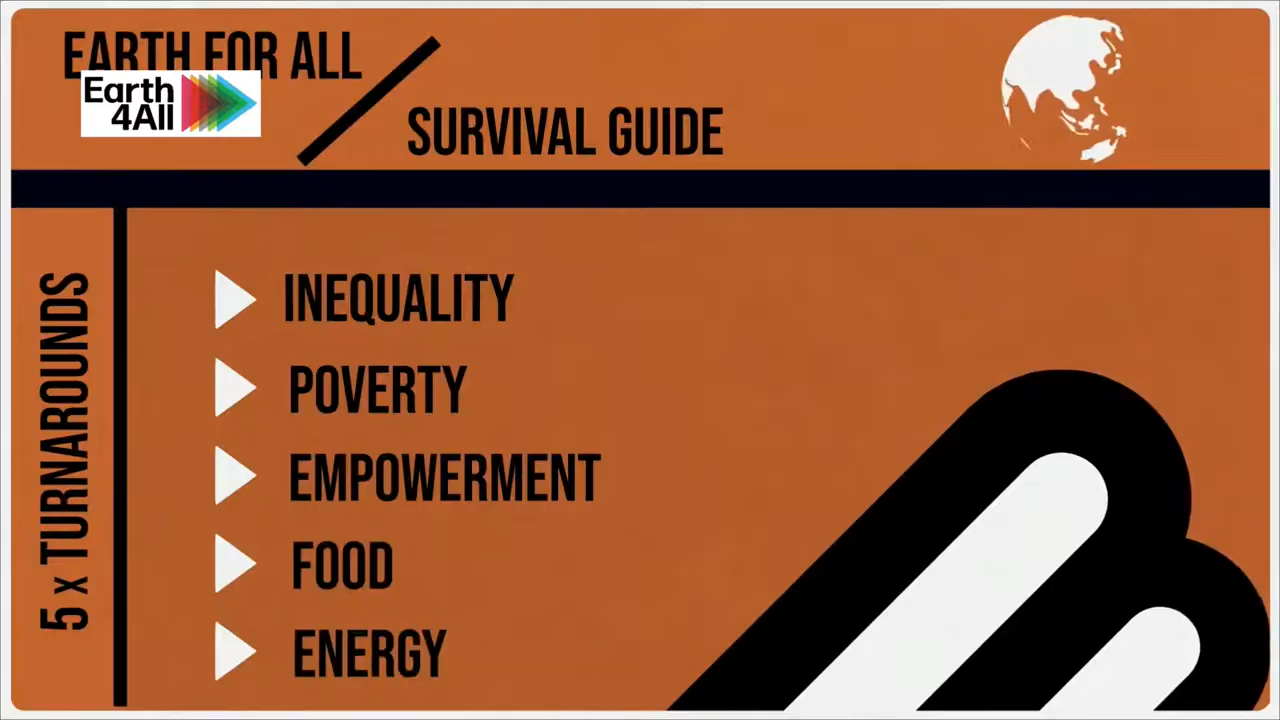 EARTH FOR ALL
Earth
4All
SURVIVAL GUIDE
5 x TURNAROUNDS
INEQUALITY
POVERTY
EMPOWERMENT
FOOD
ENERGY